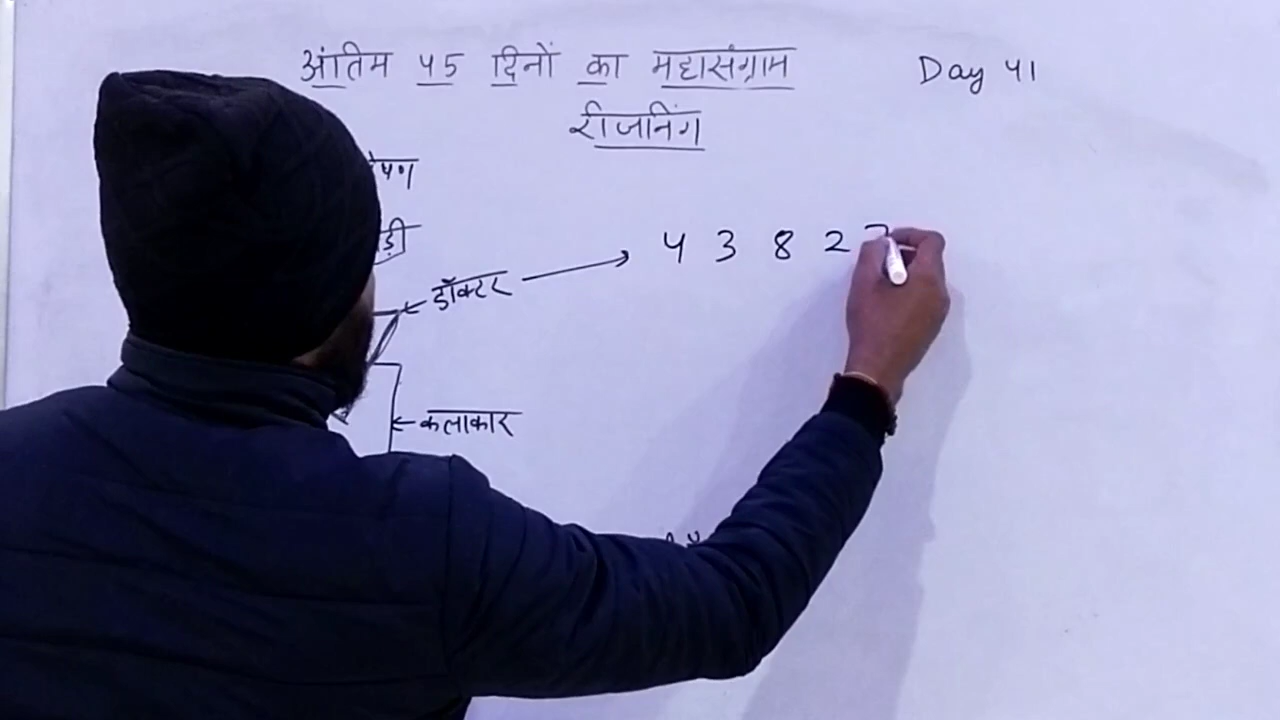 अंतिम 45 दिनों का महासंग्राम Day 41
रीजनिंग
डॉक्टर → 4 3 8 2
← कलाकार